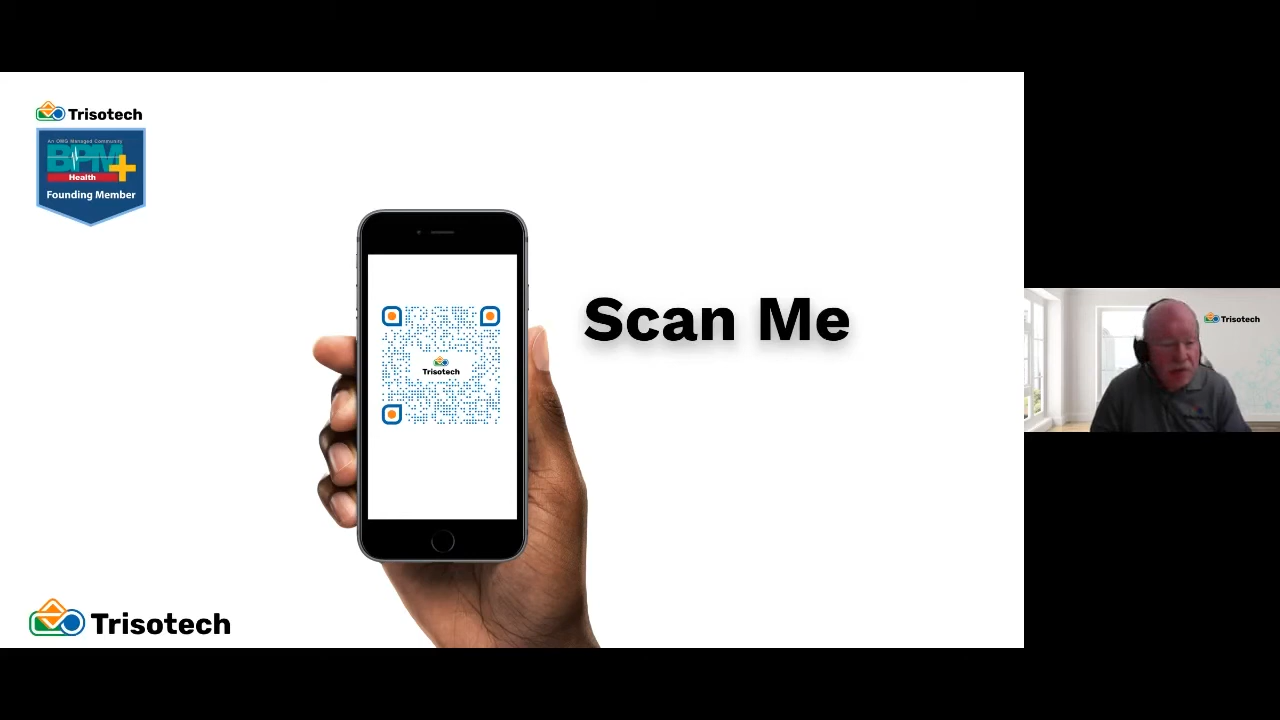 Trisotech
An OMG Managed Community
BPM+
Health
Founding Member
Scan Me
Trisotech
Trisotech
Trisotech